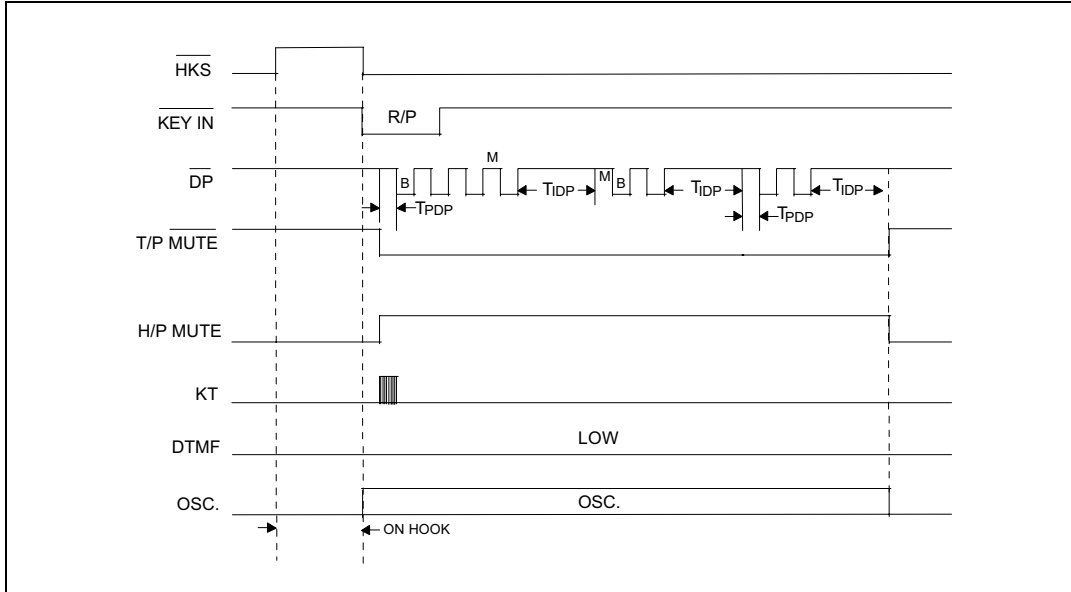 HKS
KEY IN
R/P
DP
B
M
TIDP
M
B
TIDP
TIDP
TPDP
TPDP
T/P MUTE
H/P MUTE
KT
DTMF
LOW
OSC.
OSC.
ON HOOK